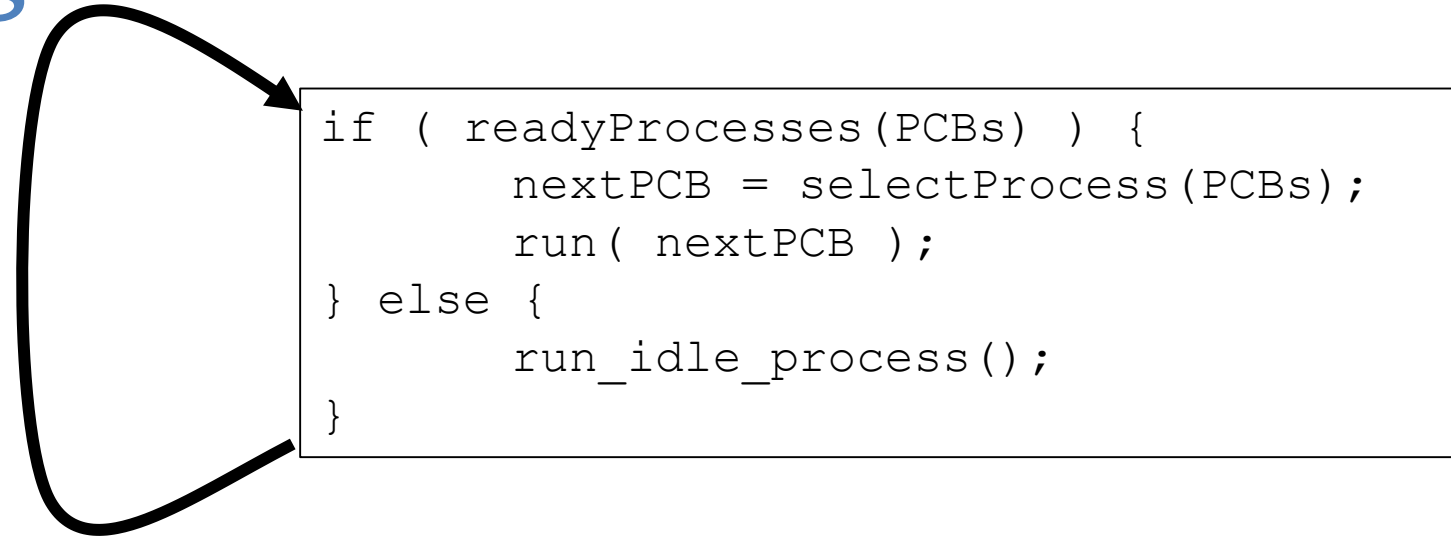 if ( readyProcesses(PCBs) ) {
nextPCB = selectProcess(PCBs);
run( nextPCB );
} else {
run_idle_process();
}